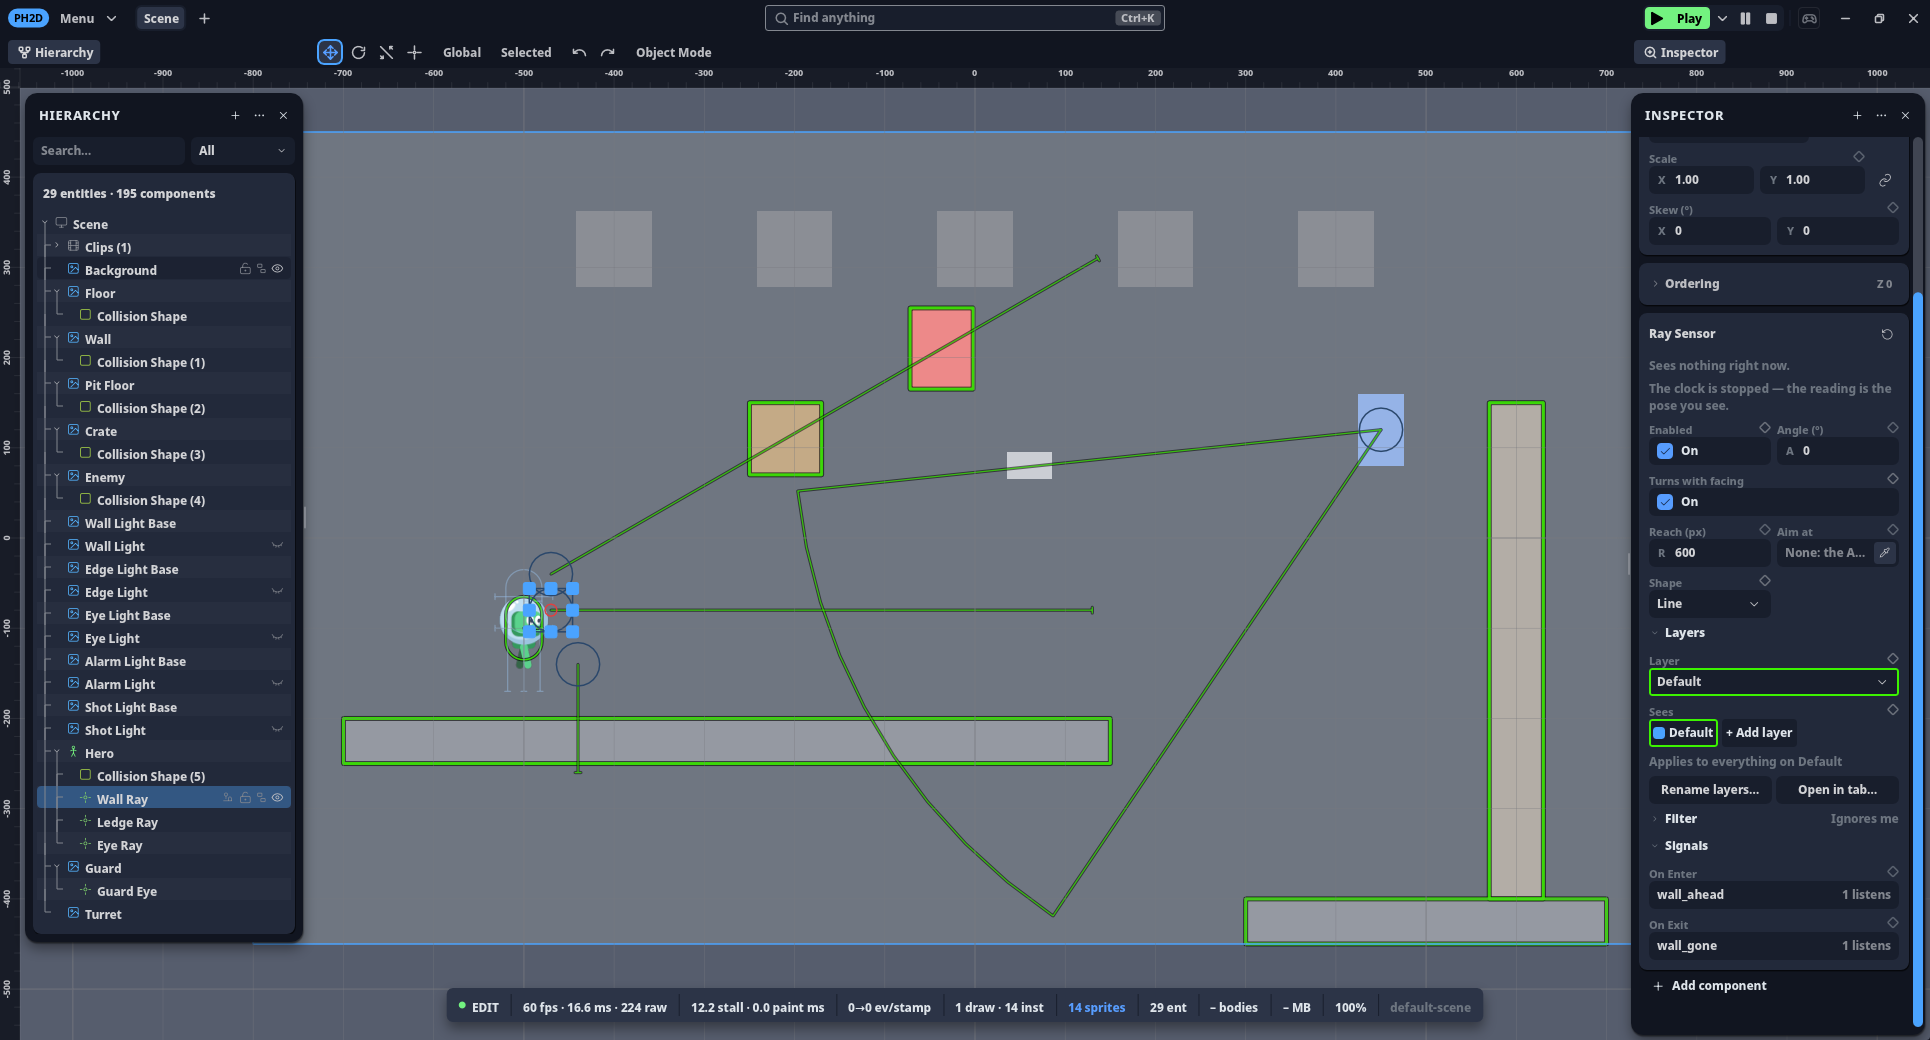 PH2D Menu Scene + Find anything Ctrl+K Play
Hierarchy Global Selected Object Mode Inspector
-1000 -900 -800 -700 -600 -500 -400 -300 -200 -100 0 100 200 300 400 500 600 700 800 900 1000
500
400
300
200
100
0
-100
-200
-300
-400
-500
HIERARCHY
Search...
All
29 entities · 195 components
Scene
Clips (1)
Background
Floor
Collision Shape
Wall
Collision Shape (1)
Pit Floor
Collision Shape (2)
Crate
Collision Shape (3)
Enemy
Collision Shape (4)
Wall Light Base
Wall Light
Edge Light Base
Edge Light
Eye Light Base
Eye Light
Alarm Light Base
Alarm Light
Shot Light Base
Shot Light
Hero
Collision Shape (5)
Wall Ray
Ledge Ray
Eye Ray
Guard
Guard Eye
Turret
INSPECTOR
Scale
X 1.00 Y 1.00
Skew (°)
X 0 Y 0
Ordering Z 0
Ray Sensor
Sees nothing right now.
The clock is stopped — the reading is the
pose you see.
Enabled Angle (°)
On A 0
Turns with facing
On
Reach (px) Aim at
R 600 None: the A...
Shape
Line
Layers
Layer
Default
Sees
Default + Add layer
Applies to everything on Default
Rename layers... Open in tab...
Filter Ignores me
Signals
On Enter
wall_ahead 1 listens
On Exit
wall_gone 1 listens
+ Add component
EDIT 60 fps · 16.6 ms · 224 raw 12.2 stall · 0.0 paint ms 0→0 ev/stamp 1 draw · 14 inst 14 sprites 29 ent – bodies – MB 100% default-scene